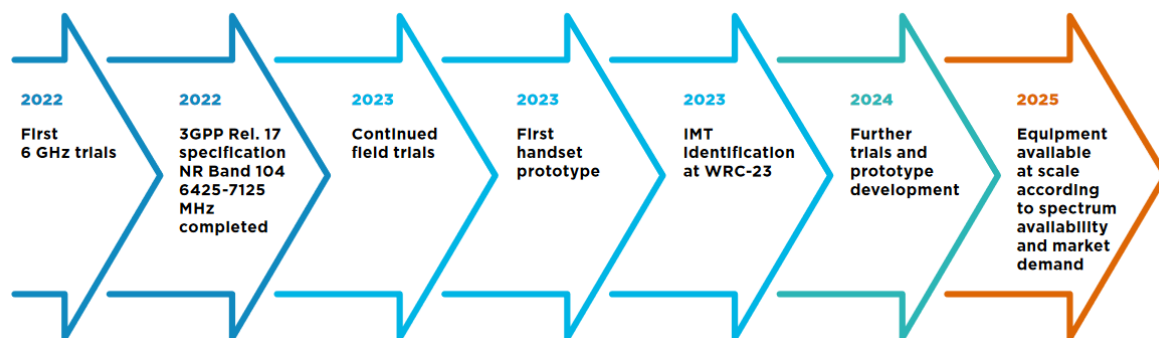 2022
First
6 GHz trials
2022
3GPP Rel. 17
specification
NR Band 104
6425-7125
MHz
completed
2023
Continued
field trials
2023
First
handset
prototype
2023
IMT
identification
at WRC-23
2024
Further
trials and
prototype
development
2025
Equipment
available
at scale
according
to spectrum
availability
and market
demand